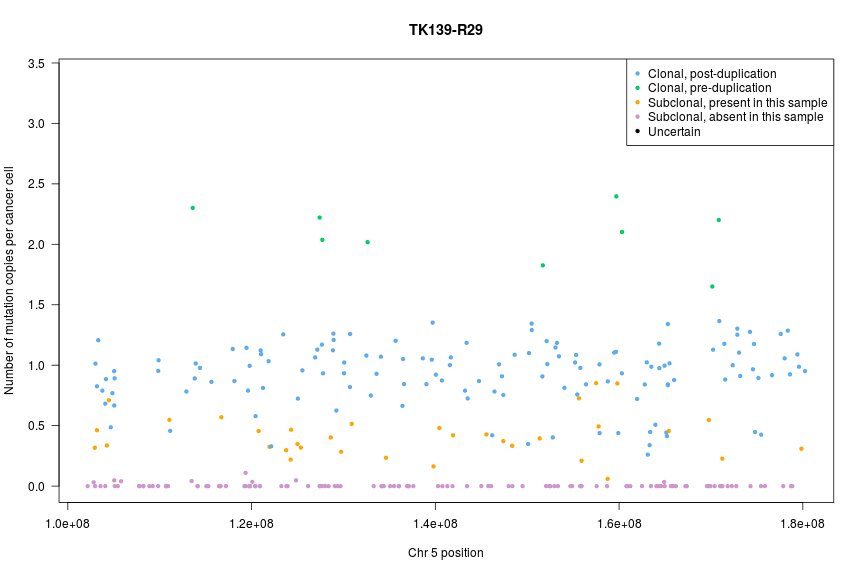 TK139-R29
Number of mutation copies per cancer cell
3.5
3.0
2.5
2.0
1.5
1.0
0.5
0.0
Clonal, post-duplication
Clonal, pre-duplication
Subclonal, present in this sample
Subclonal, absent in this sample
Uncertain
1.0e+08 1.2e+08 1.4e+08 1.6e+08 1.8e+08
Chr 5 position